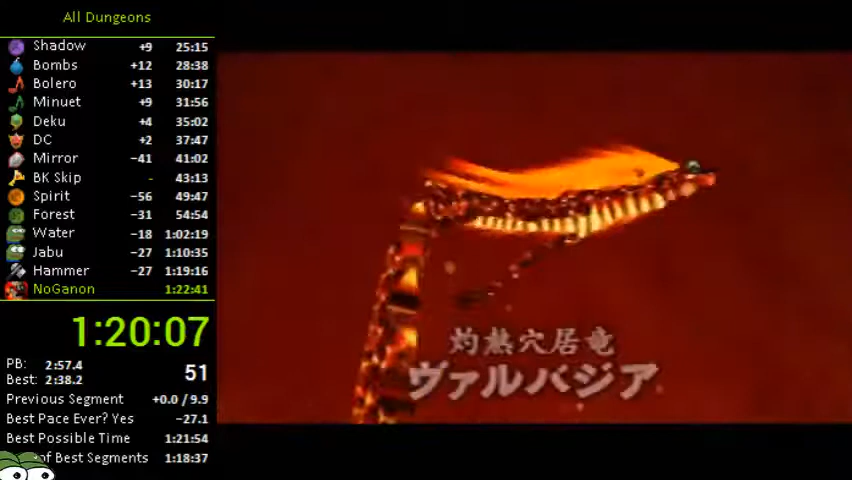 All Dungeons
Shadow +9 25:15
Bombs +12 28:38
Bolero +13 30:17
Minuet +9 31:56
Deku +4 35:02
DC +2 37:47
Mirror −41 41:02
BK Skip - 43:13
Spirit −56 49:47
Forest −31 54:54
Water −18 1:02:19
Jabu −27 1:10:35
Hammer −27 1:19:16
NoGanon 1:22:41
1:20:07
PB: 2:57.4
Best: 2:38.2
51
Previous Segment +0.0 / 9.9
Best Pace Ever? Yes −27.1
Best Possible Time 1:21:54
of Best Segments 1:18:37
灼熱穴居竜
ヴァルバジア